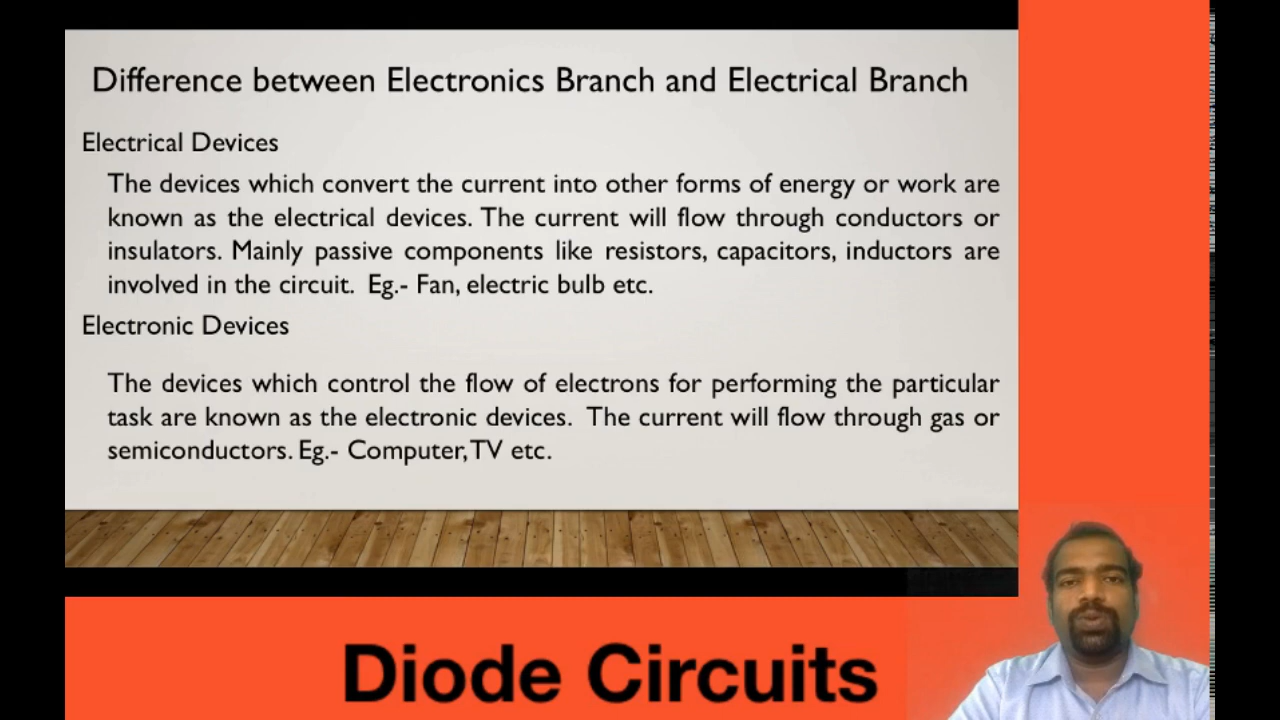 Difference between Electronics Branch and Electrical Branch
Electrical Devices
The devices which convert the current into other forms of energy or work are
known as the electrical devices. The current will flow through conductors or
insulators. Mainly passive components like resistors, capacitors, inductors are
involved in the circuit. Eg.- Fan, electric bulb etc.
Electronic Devices
The devices which control the flow of electrons for performing the particular
task are known as the electronic devices. The current will flow through gas or
semiconductors. Eg.- Computer, TV etc.
Diode Circuits